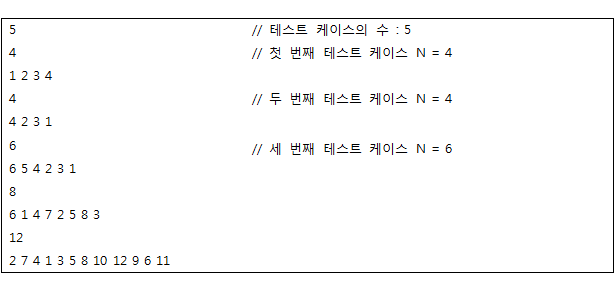 5 // 테스트 케이스의 수 : 5
4 // 첫 번째 테스트 케이스 N = 4
1 2 3 4
4 // 두 번째 테스트 케이스 N = 4
4 2 3 1
6 // 세 번째 테스트 케이스 N = 6
6 5 4 2 3 1
8
6 1 4 7 2 5 8 3
12
2 7 4 1 3 5 8 10 12 9 6 11